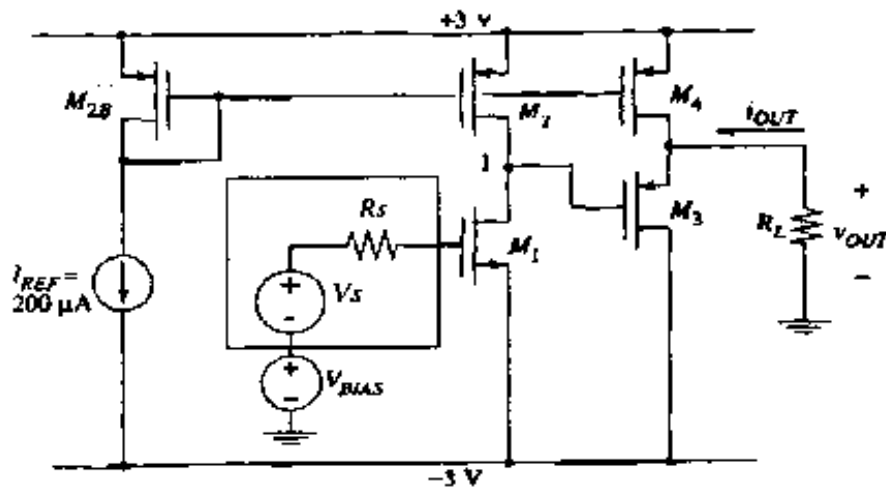 +3 V
M2B
M2
M4
iOUT
1
RS
M3
+
RL
vOUT
−
M1
IREF=
200 μA
+
VS
-
+
VBIAS
−
−3 V